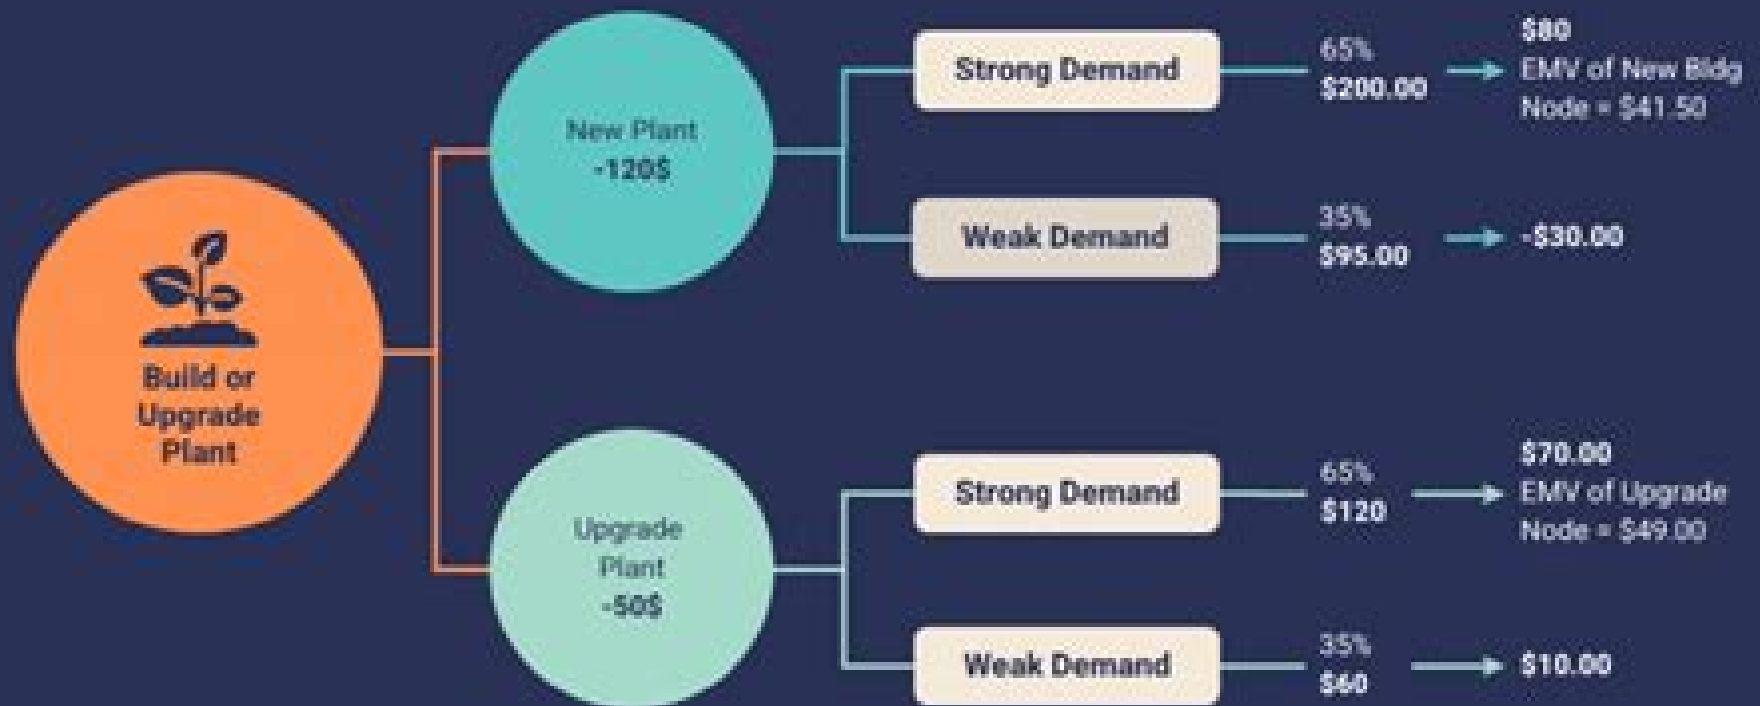 Build or
Upgrade
Plant
New Plant
-120$
Strong Demand
65%
$200.00
$80
EMV of New Bldg
Node = $41.50
Weak Demand
35%
$95.00
-$30.00
Upgrade
Plant
-50$
Strong Demand
65%
$120
$70.00
EMV of Upgrade
Node = $49.00
Weak Demand
35%
$60
$10.00